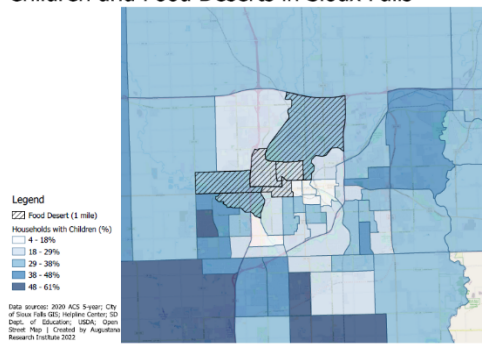 Children and Food Deserts in Sioux Falls
Legend
Food Desert (1 mile)
Households with Children (%)
4 - 18%
18 - 29%
29 - 38%
38 - 48%
48 - 61%
Data sources: 2020 ACS 5-year; City
of Sioux Falls GIS; Helpline Center; SD
Dept. of Education; USDA; Open
Street Map | Created by Augustana
Research Institute 2022